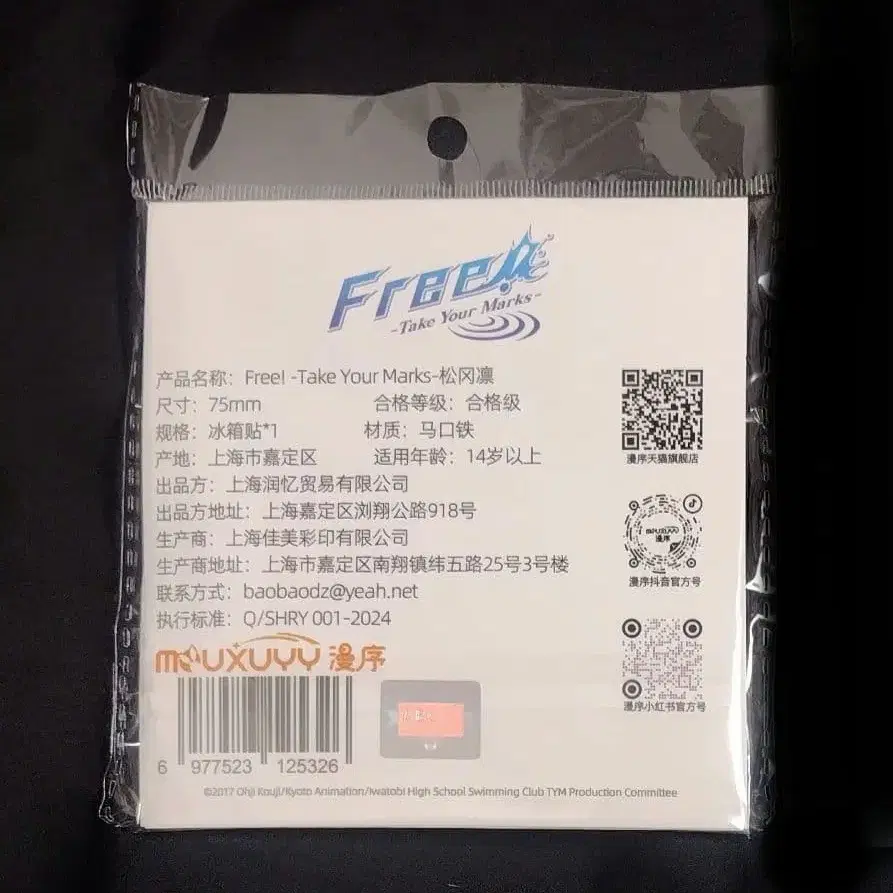 Free!
-Take Your Marks-
产品名称：Free! -Take Your Marks-松冈凛
尺寸：75mm 合格等级：合格级
规格：冰箱贴*1 材质：马口铁
产地：上海市嘉定区 适用年龄：14岁以上
出品方：上海润忆贸易有限公司
出品方地址：上海嘉定区浏翔公路918号
生产商：上海佳美彩印有限公司
生产商地址：上海市嘉定区南翔镇纬五路25号3号楼
联系方式：baobaodz@yeah.net
执行标准：Q/SHRY 001-2024
MOUXUYY 漫序
6 977523 125326
漫序天猫旗舰店
MOUXUYY
漫序
漫序抖音官方号
漫序小红书官方号
©2017 Ohji Kouji/Kyoto Animation/Iwatobi High School Swimming Club TYM Production Committee